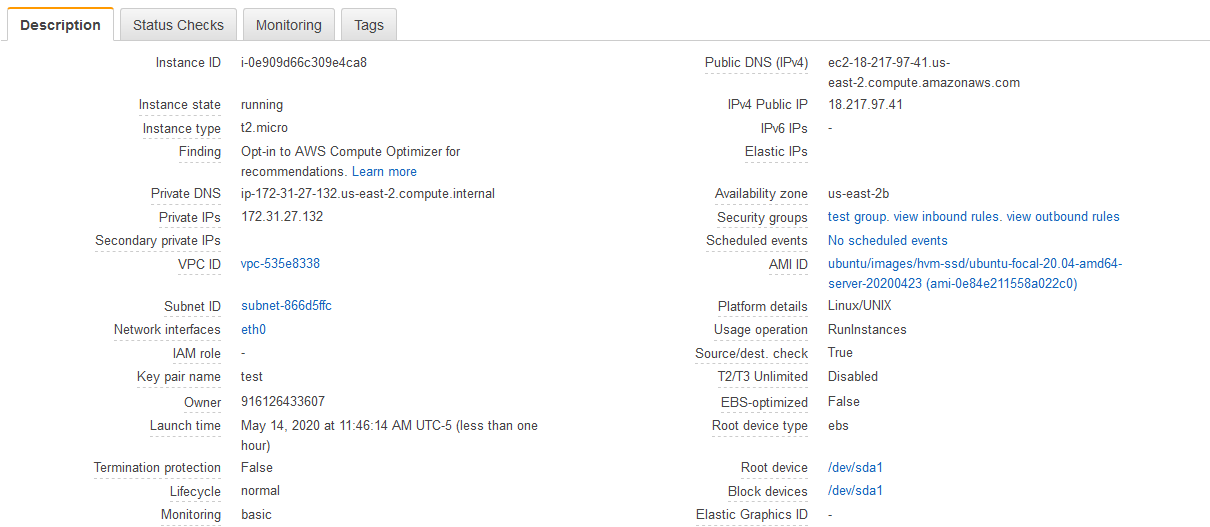 Description Status Checks Monitoring Tags
Instance ID i-0e909d66c309e4ca8 Public DNS (IPv4) ec2-18-217-97-41.us-
east-2.compute.amazonaws.com
Instance state running IPv4 Public IP 18.217.97.41
Instance type t2.micro IPv6 IPs -
Finding Opt-in to AWS Compute Optimizer for Elastic IPs
recommendations. Learn more
Private DNS ip-172-31-27-132.us-east-2.compute.internal Availability zone us-east-2b
Private IPs 172.31.27.132 Security groups test group. view inbound rules. view outbound rules
Secondary private IPs Scheduled events No scheduled events
VPC ID vpc-535e8338 AMI ID ubuntu/images/hvm-ssd/ubuntu-focal-20.04-amd64-
server-20200423 (ami-0e84e211558a022c0)
Subnet ID subnet-866d5ffc Platform details Linux/UNIX
Network interfaces eth0 Usage operation RunInstances
IAM role - Source/dest. check True
Key pair name test T2/T3 Unlimited Disabled
Owner 916126433607 EBS-optimized False
Launch time May 14, 2020 at 11:46:14 AM UTC-5 (less than one Root device type ebs
hour)
Termination protection False Root device /dev/sda1
Lifecycle normal Block devices /dev/sda1
Monitoring basic Elastic Graphics ID -